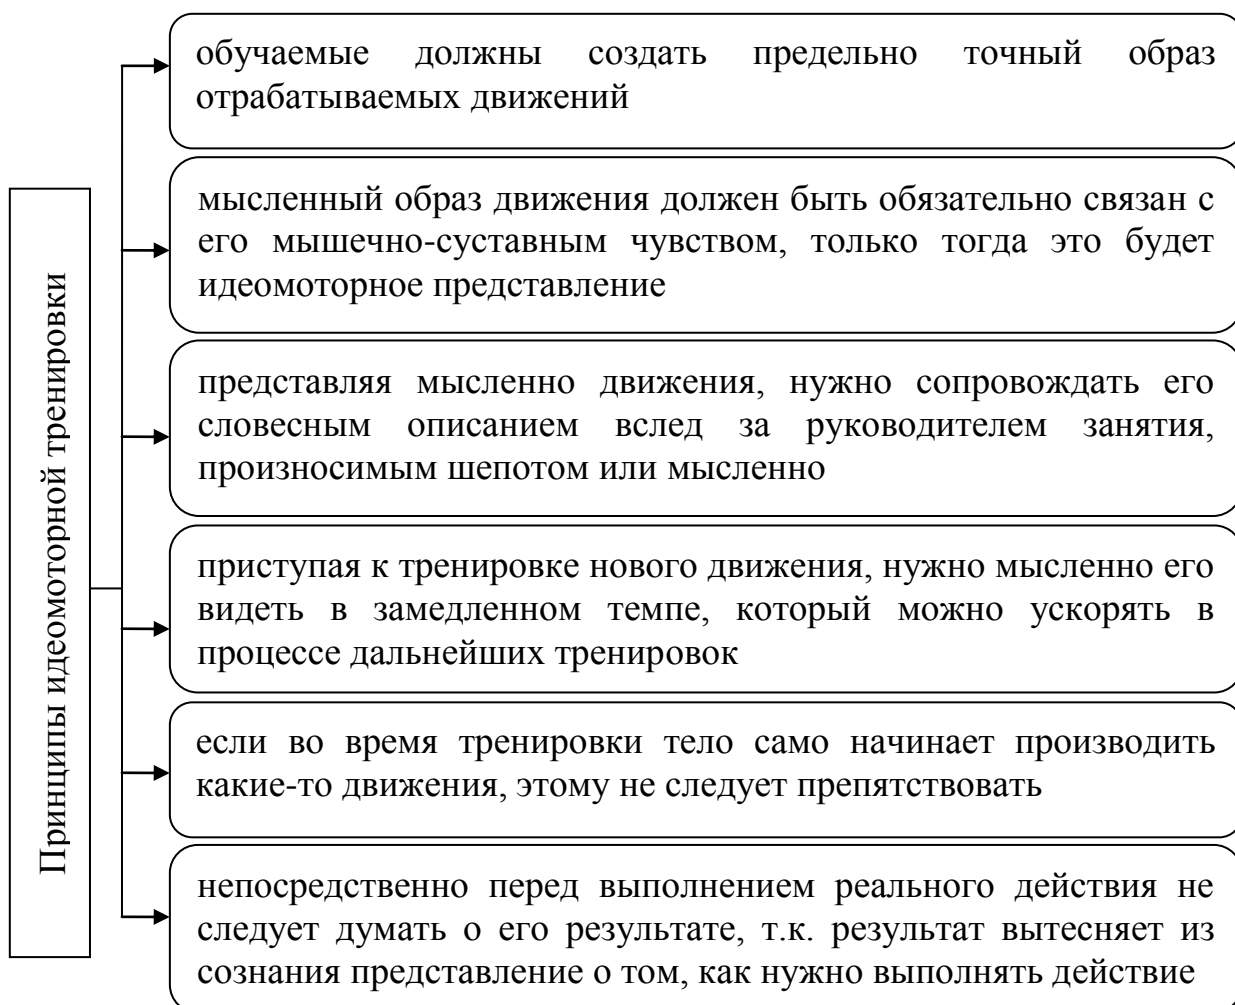 Принципы идеомоторной тренировки
обучаемые должны создать предельно точный образ
отрабатываемых движений
мысленный образ движения должен быть обязательно связан с
его мышечно-суставным чувством, только тогда это будет
идеомоторное представление
представляя мысленно движения, нужно сопровождать его
словесным описанием вслед за руководителем занятия,
произносимым шепотом или мысленно
приступая к тренировке нового движения, нужно мысленно его
видеть в замедленном темпе, который можно ускорять в
процессе дальнейших тренировок
если во время тренировки тело само начинает производить
какие-то движения, этому не следует препятствовать
непосредственно перед выполнением реального действия не
следует думать о его результате, т.к. результат вытесняет из
сознания представление о том, как нужно выполнять действие